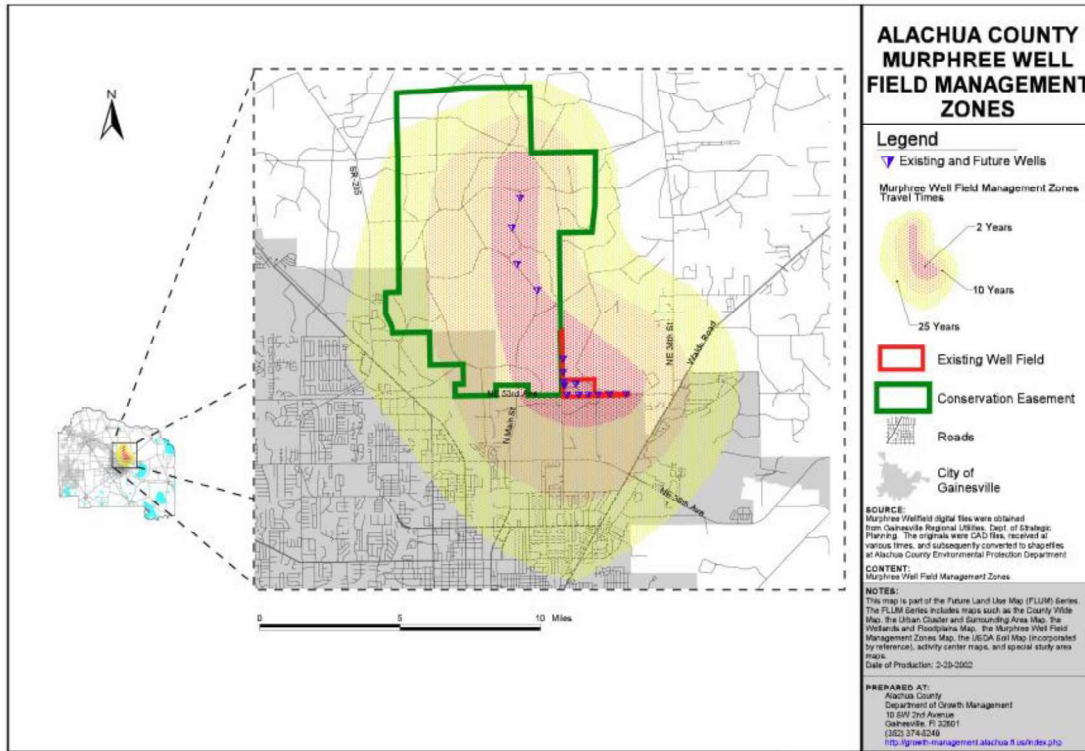 ALACHUA COUNTY
MURPHREE WELL
FIELD MANAGEMENT
ZONES
Legend
Existing and Future Wells
Murphree Well Field Management Zones
Travel Times
2 Years
10 Years
25 Years
Existing Well Field
Conservation Easement
Roads
City of
Gainesville
SOURCE:
Murphree Wellfield digital files were obtained
from Gainesville Regional Utilities, Dept. of Strategic
Planning. The originals were CAD files, received at
various times, and subsequently converted to shapefiles
at Alachua County Environmental Protection Department
CONTENT:
Murphree Well Field Management Zones
NOTES:
This map is part of the Future Land Use Map (FLUM) Series.
The FLUM Series includes maps such as the County Wide
Map, the Urban Cluster and Surrounding Area Map, the
Wetlands and Floodplains Map, the Murphree Well Field
Management Zones Map, the USDA Soil Map (incorporated
by reference), activity center maps, and special study area
maps.
Date of Production: 2-20-2002
PREPARED AT:
Alachua County
Department of Growth Management
10 SW 2nd Avenue
Gainesville, Fl 32601
(352) 374-5249
http://growth-management.alachua.fl.us/index.php
N
SR-235
NE 34th St.
Waldo Road
NE 53rd Ave.
N Main St.
NE 39th Ave.
0 5 10 Miles